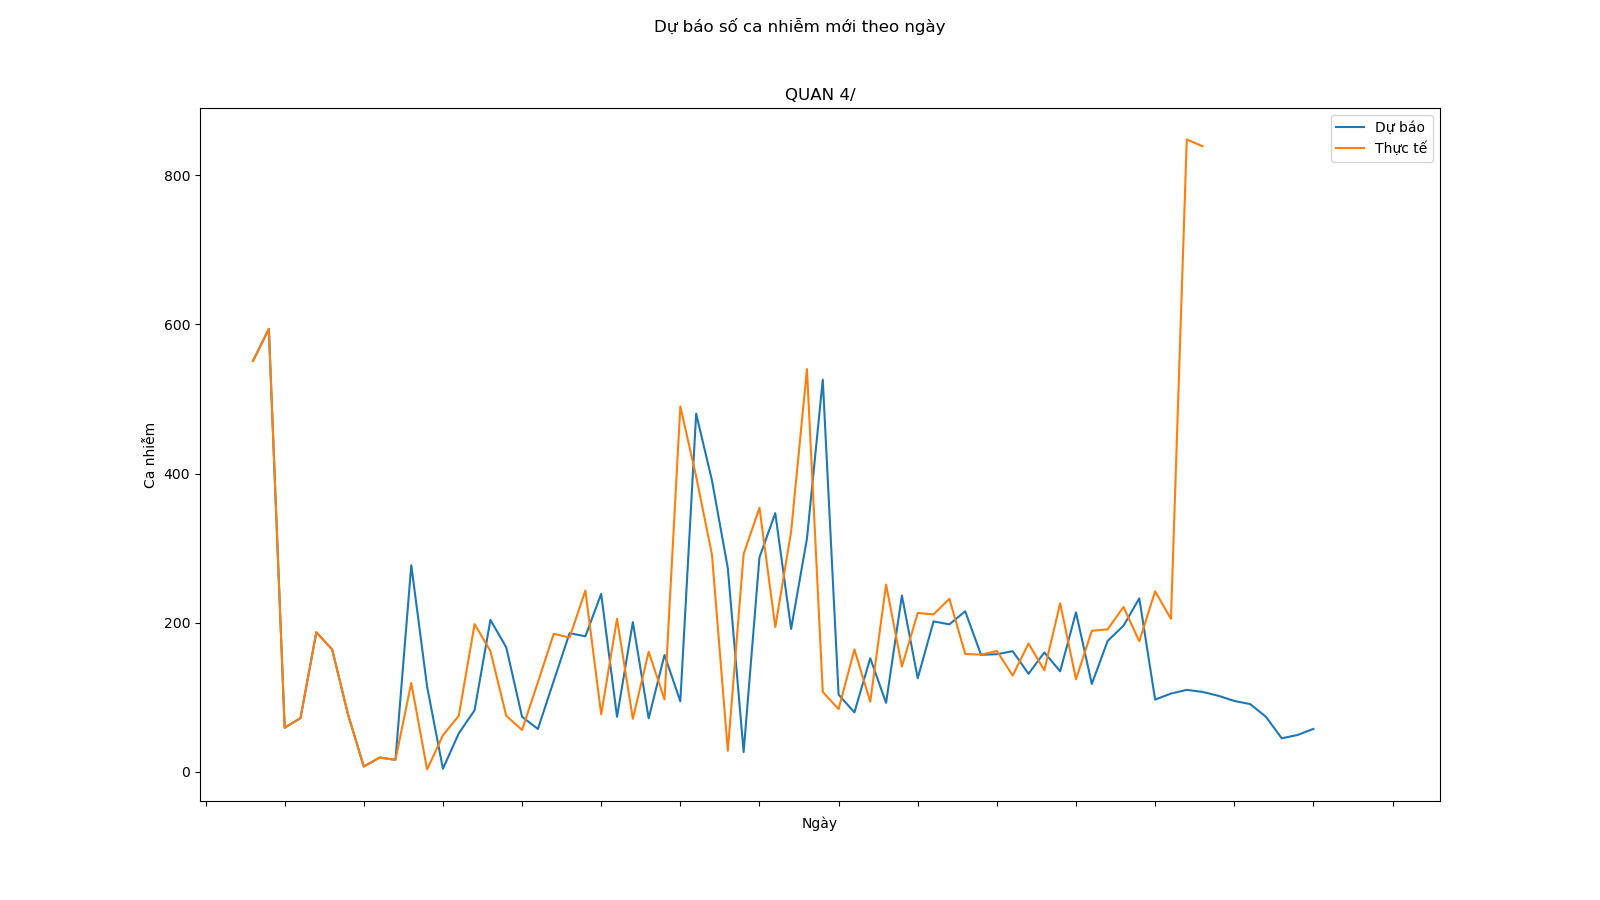 Dự báo số ca nhiễm mới theo ngày
QUAN 4/
Dự báo
Thực tế
800
600
400
200
0
Ca nhiễm
Ngày